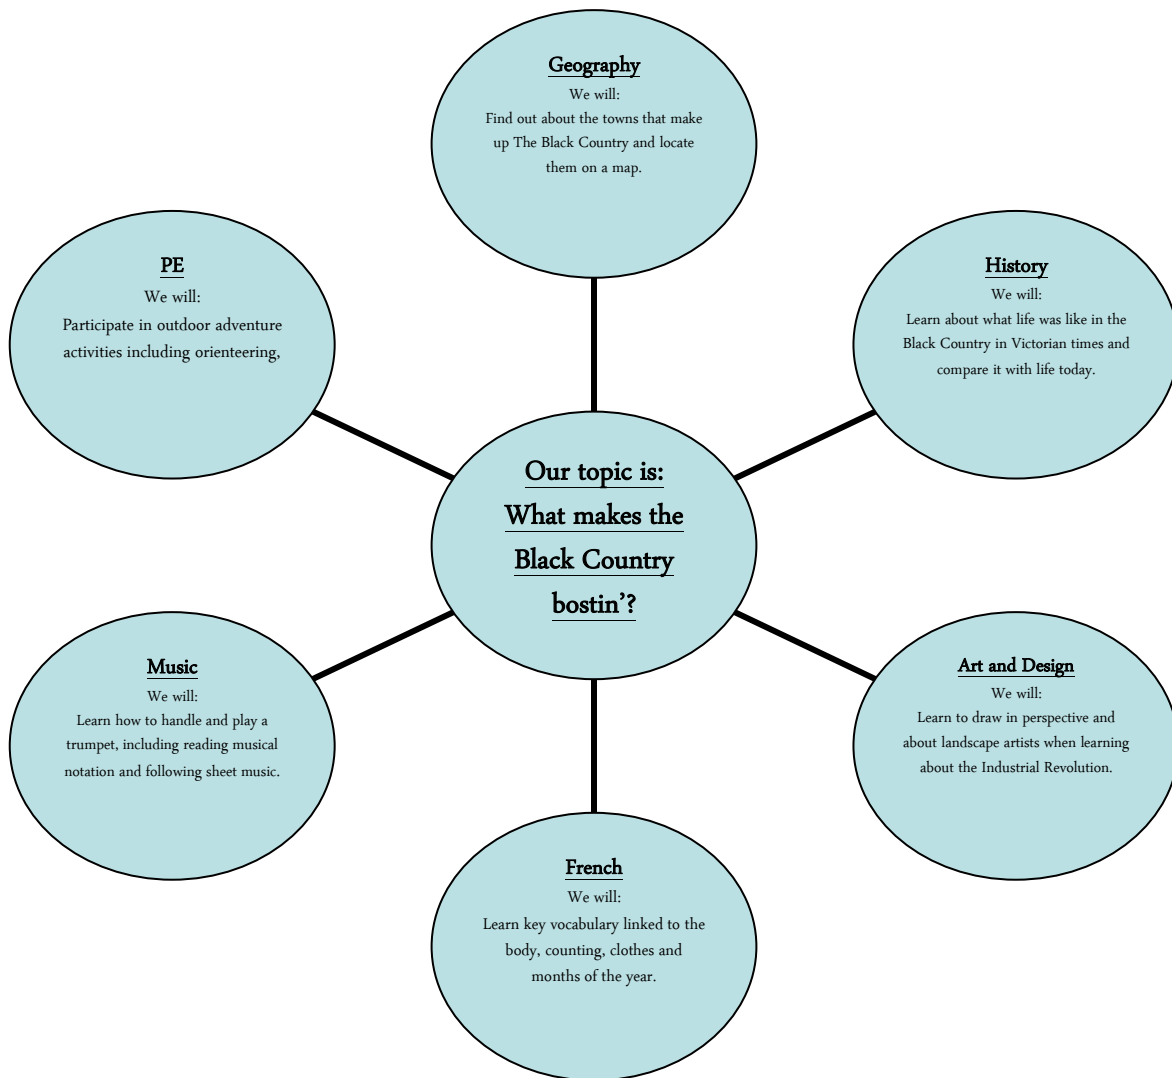 Geography
We will:
Find out about the towns that make
up The Black Country and locate
them on a map.
PE
We will:
Participate in outdoor adventure
activities including orienteering,
History
We will:
Learn about what life was like in the
Black Country in Victorian times and
compare it with life today.
Our topic is:
What makes the
Black Country
bostin’?
Music
We will:
Learn how to handle and play a
trumpet, including reading musical
notation and following sheet music.
Art and Design
We will:
Learn to draw in perspective and
about landscape artists when learning
about the Industrial Revolution.
French
We will:
Learn key vocabulary linked to the
body, counting, clothes and
months of the year.